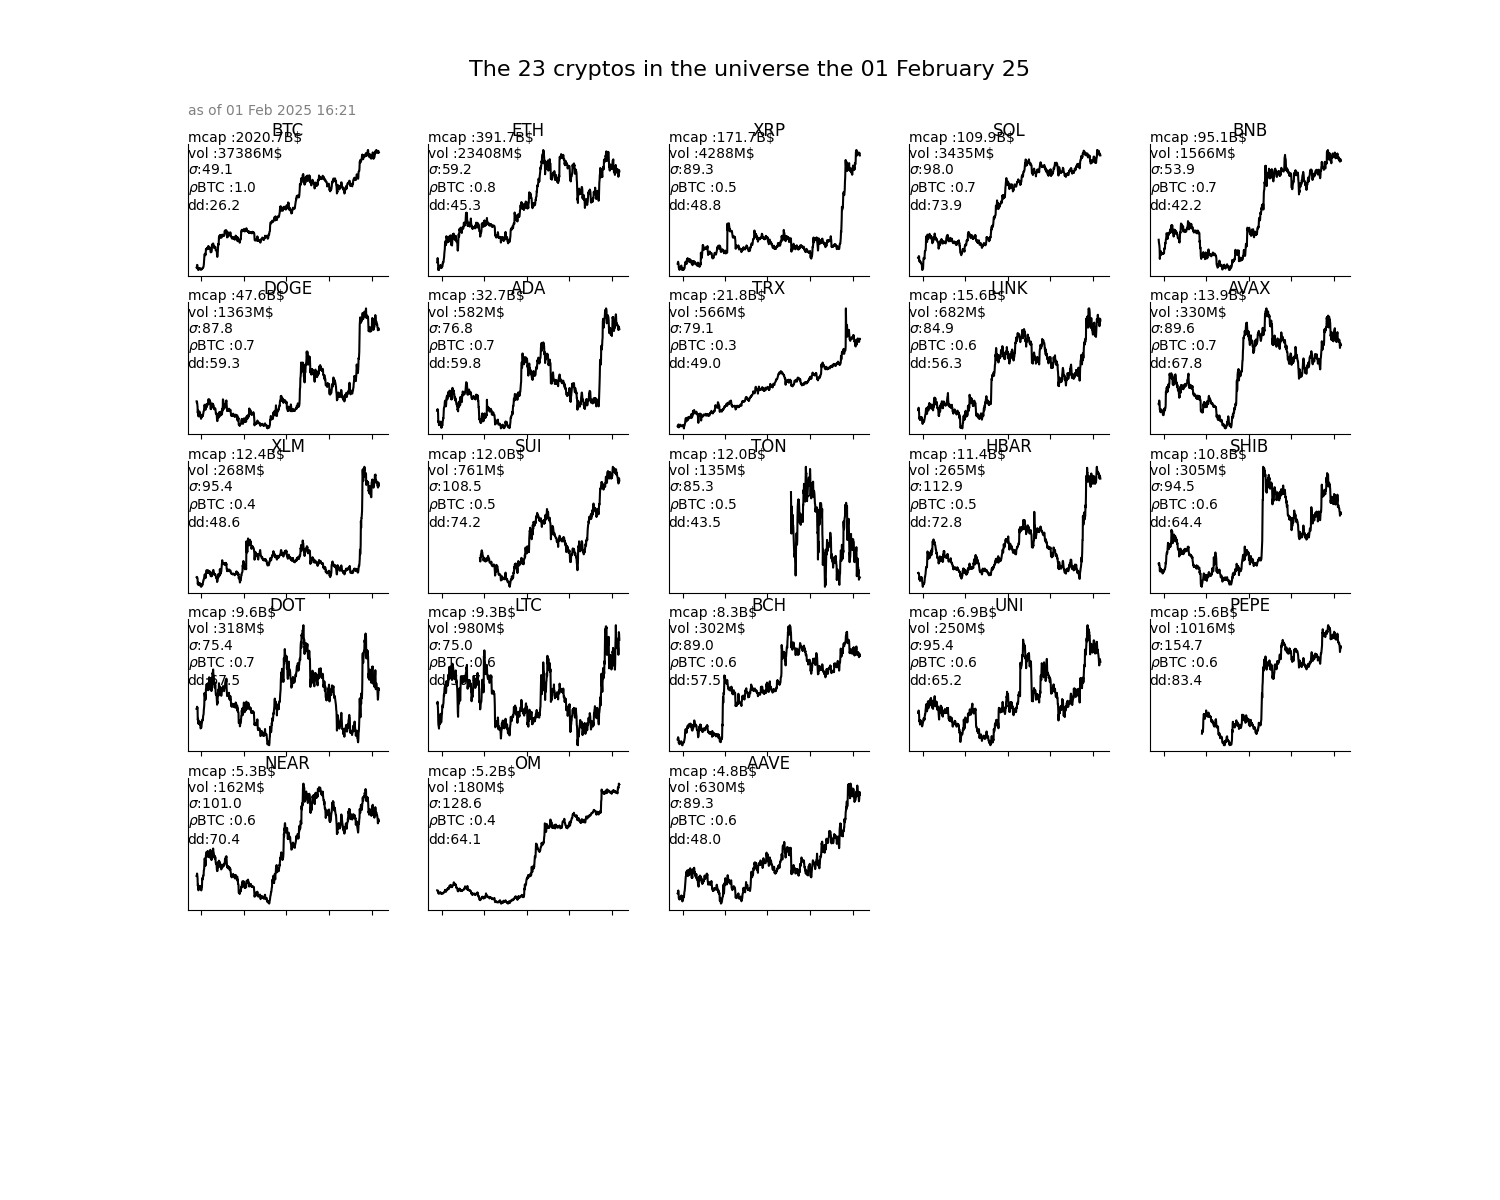 The 23 cryptos in the universe the 01 February 25
as of 01 Feb 2025 16:21
BTC
mcap :2020.7B$
vol :37386M$
σ:49.1
ρBTC :1.0
dd:26.2
ETH
mcap :391.7B$
vol :23408M$
σ:59.2
ρBTC :0.8
dd:45.3
XRP
mcap :171.7B$
vol :4288M$
σ:89.3
ρBTC :0.5
dd:48.8
SOL
mcap :109.9B$
vol :3435M$
σ:98.0
ρBTC :0.7
dd:73.9
BNB
mcap :95.1B$
vol :1566M$
σ:53.9
ρBTC :0.7
dd:42.2
DOGE
mcap :47.6B$
vol :1363M$
σ:87.8
ρBTC :0.7
dd:59.3
ADA
mcap :32.7B$
vol :582M$
σ:76.8
ρBTC :0.7
dd:59.8
TRX
mcap :21.8B$
vol :566M$
σ:79.1
ρBTC :0.3
dd:49.0
LINK
mcap :15.6B$
vol :682M$
σ:84.9
ρBTC :0.6
dd:56.3
AVAX
mcap :13.9B$
vol :330M$
σ:89.6
ρBTC :0.7
dd:67.8
XLM
mcap :12.4B$
vol :268M$
σ:95.4
ρBTC :0.4
dd:48.6
SUI
mcap :12.0B$
vol :761M$
σ:108.5
ρBTC :0.5
dd:74.2
TON
mcap :12.0B$
vol :135M$
σ:85.3
ρBTC :0.5
dd:43.5
HBAR
mcap :11.4B$
vol :265M$
σ:112.9
ρBTC :0.5
dd:72.8
SHIB
mcap :10.8B$
vol :305M$
σ:94.5
ρBTC :0.6
dd:64.4
DOT
mcap :9.6B$
vol :318M$
σ:75.4
ρBTC :0.7
LTC
mcap :9.3B$
vol :980M$
σ:75.0
ρBTC :0.6
BCH
mcap :8.3B$
vol :302M$
σ:89.0
ρBTC :0.6
dd:57.5
UNI
mcap :6.9B$
vol :250M$
σ:95.4
ρBTC :0.6
dd:65.2
PEPE
mcap :5.6B$
vol :1016M$
σ:154.7
ρBTC :0.6
dd:83.4
NEAR
mcap :5.3B$
vol :162M$
σ:101.0
ρBTC :0.6
dd:70.4
OM
mcap :5.2B$
vol :180M$
σ:128.6
ρBTC :0.4
dd:64.1
AAVE
mcap :4.8B$
vol :630M$
σ:89.3
ρBTC :0.6
dd:48.0